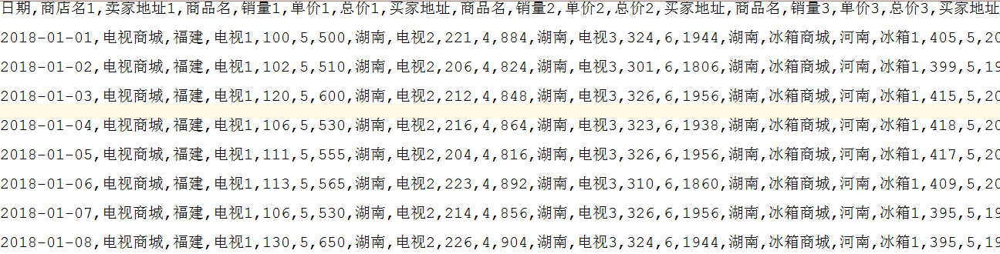 日期,商店名1,卖家地址1,商品名,销量1,单价1,总价1,买家地址,商品名,销量2,单价2,总价2,买家地址,商品名,销量3,单价3,总价3,买家地址
2018-01-01,电视商城,福建,电视1,100,5,500,湖南,电视2,221,4,884,湖南,电视3,324,6,1944,湖南,冰箱商城,河南,冰箱1,405,5,20
2018-01-02,电视商城,福建,电视1,102,5,510,湖南,电视2,206,4,824,湖南,电视3,301,6,1806,湖南,冰箱商城,河南,冰箱1,399,5,19
2018-01-03,电视商城,福建,电视1,120,5,600,湖南,电视2,212,4,848,湖南,电视3,326,6,1956,湖南,冰箱商城,河南,冰箱1,415,5,20
2018-01-04,电视商城,福建,电视1,106,5,530,湖南,电视2,216,4,864,湖南,电视3,323,6,1938,湖南,冰箱商城,河南,冰箱1,418,5,20
2018-01-05,电视商城,福建,电视1,111,5,555,湖南,电视2,204,4,816,湖南,电视3,326,6,1956,湖南,冰箱商城,河南,冰箱1,417,5,20
2018-01-06,电视商城,福建,电视1,113,5,565,湖南,电视2,223,4,892,湖南,电视3,310,6,1860,湖南,冰箱商城,河南,冰箱1,409,5,20
2018-01-07,电视商城,福建,电视1,106,5,530,湖南,电视2,214,4,856,湖南,电视3,326,6,1956,湖南,冰箱商城,河南,冰箱1,395,5,19
2018-01-08,电视商城,福建,电视1,130,5,650,湖南,电视2,226,4,904,湖南,电视3,324,6,1944,湖南,冰箱商城,河南,冰箱1,395,5,19